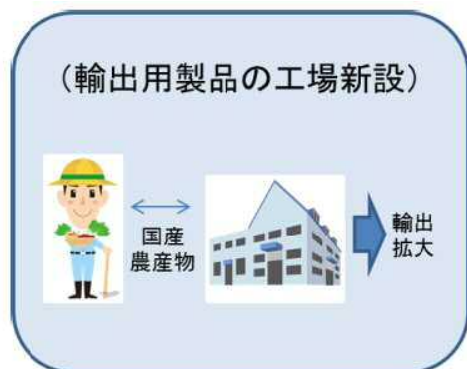 （輸出用製品の工場新設）
国産
農産物
輸出
拡大